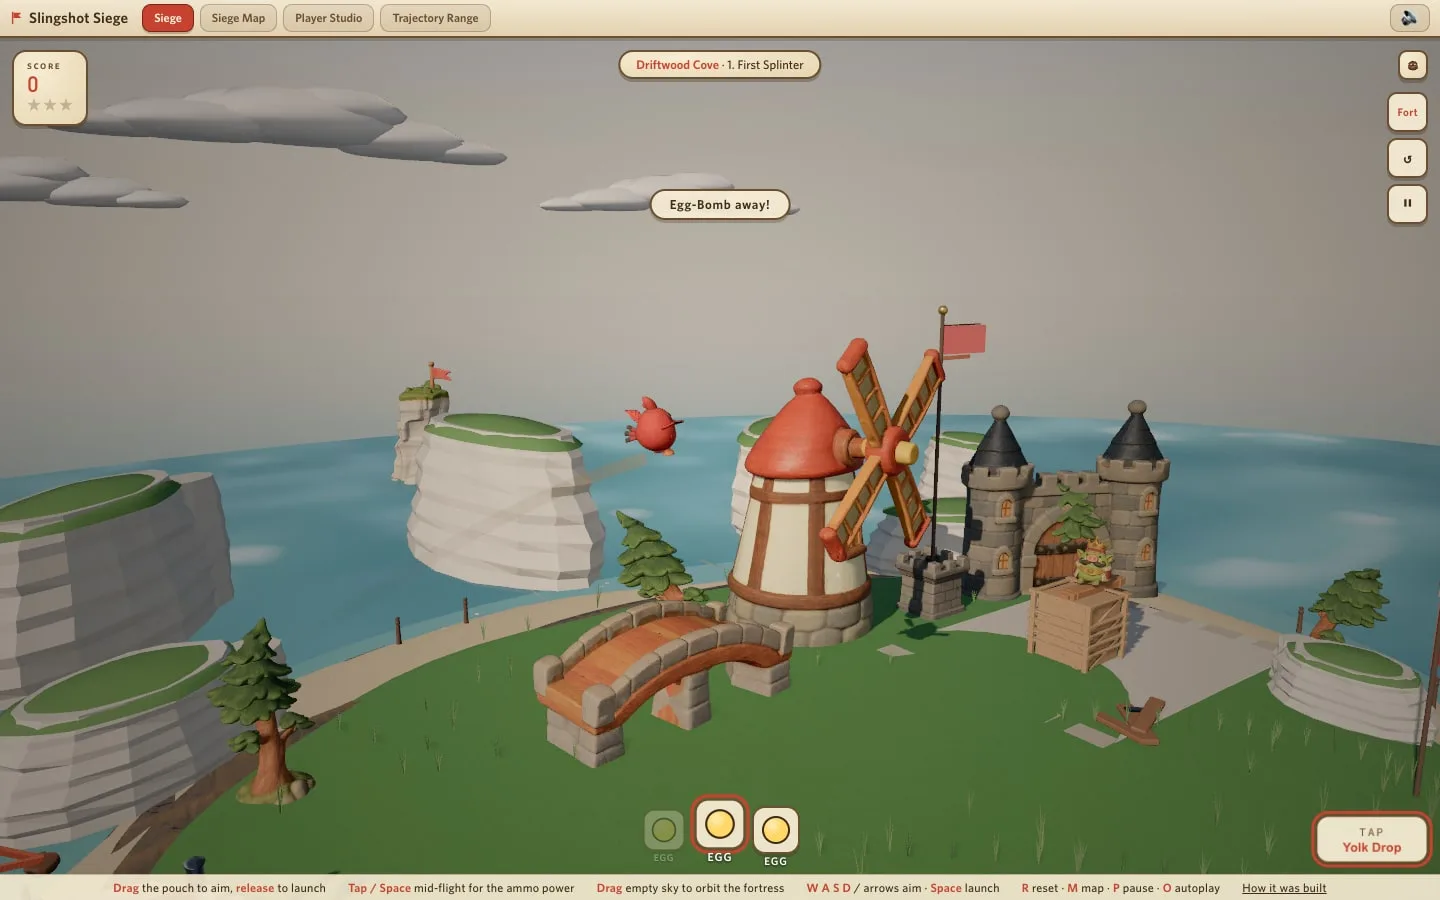 Slingshot Siege
Siege
Siege Map
Player Studio
Trajectory Range
SCORE
0
Driftwood Cove · 1. First Splinter
Fort
Egg-Bomb away!
EGG
EGG
EGG
TAP
Yolk Drop
Drag the pouch to aim, release to launch
Tap / Space mid-flight for the ammo power
Drag empty sky to orbit the fortress
W A S D / arrows aim · Space launch
R reset · M map · P pause · O autoplay
How it was built